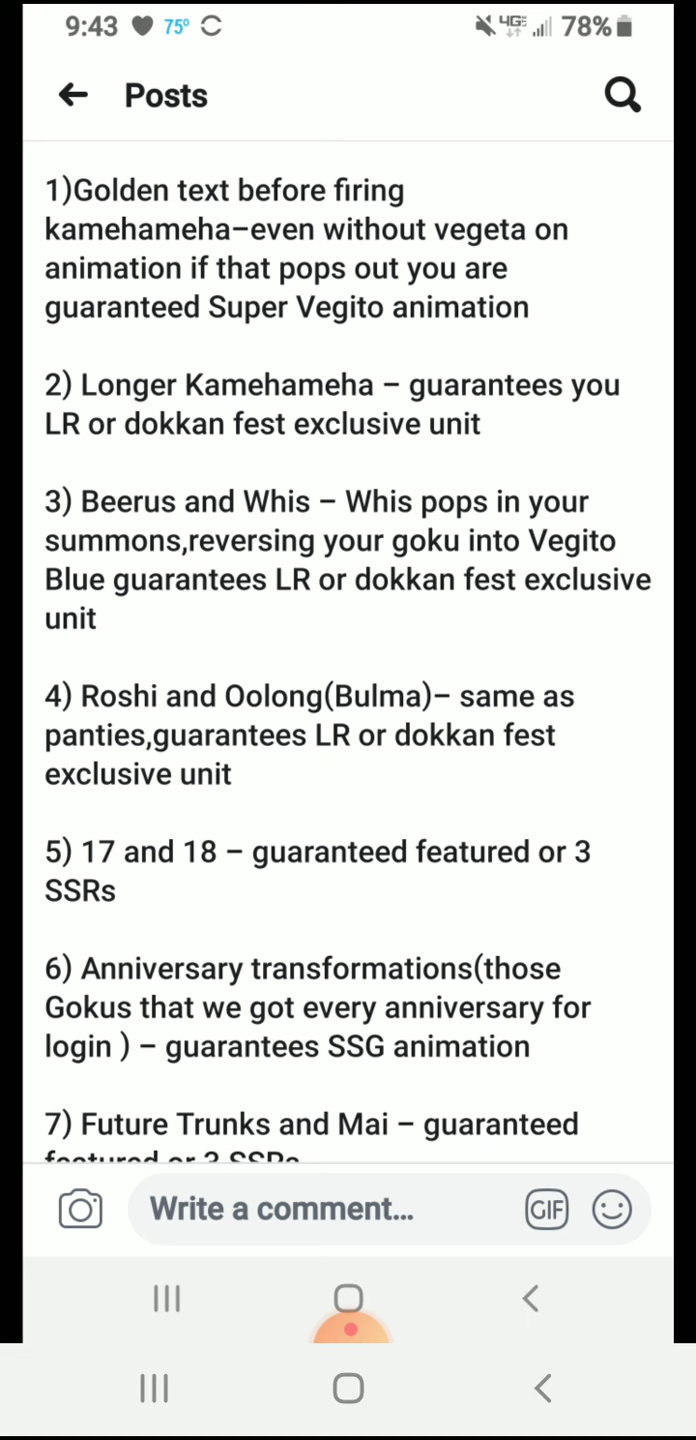 9:43 75° 4GE 78%
Posts
1)Golden text before firing
kamehameha–even without vegeta on
animation if that pops out you are
guaranteed Super Vegito animation
2) Longer Kamehameha – guarantees you
LR or dokkan fest exclusive unit
3) Beerus and Whis – Whis pops in your
summons,reversing your goku into Vegito
Blue guarantees LR or dokkan fest exclusive
unit
4) Roshi and Oolong(Bulma)– same as
panties,guarantees LR or dokkan fest
exclusive unit
5) 17 and 18 – guaranteed featured or 3
SSRs
6) Anniversary transformations(those
Gokus that we got every anniversary for
login ) – guarantees SSG animation
7) Future Trunks and Mai – guaranteed
featured or 3 SSRs
Write a comment...
GIF